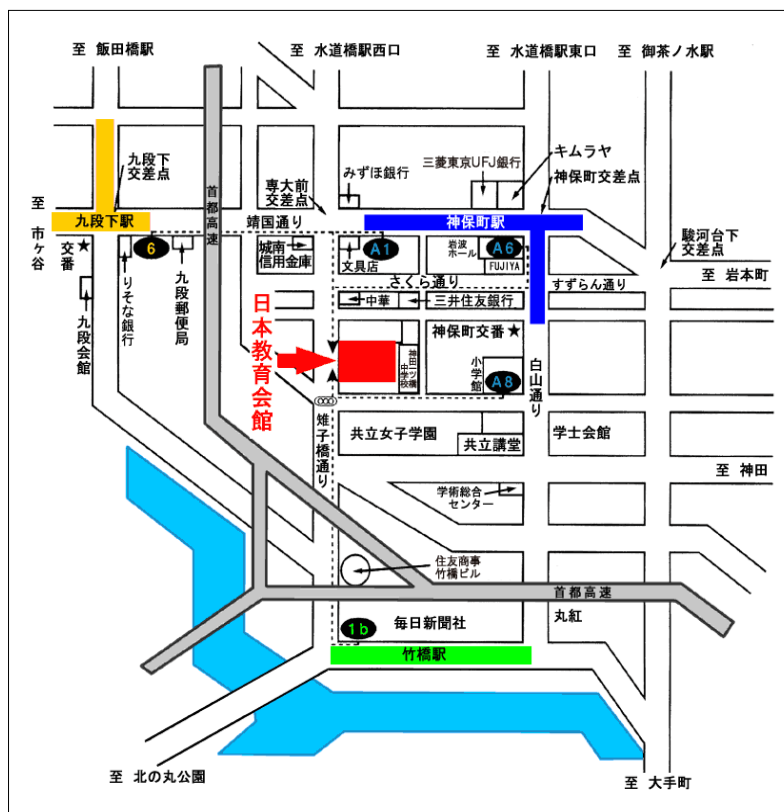 至 飯田橋駅
至 水道橋駅西口
至 水道橋駅東口
至 御茶ノ水駅
九段下
交差点
首都高速
専大前
交差点
みずほ銀行
三菱東京UFJ銀行
キムラヤ
神保町交差点
至
市ヶ谷
九段下駅
靖国通り
神保町駅
交番★
6
城南
信用金庫
文具店
A1
岩波
ホール
A6
FUJIYA
駿河台下
交差点
九段会館
りそな銀行
九段郵便局
さくら通り
すずらん通り
至 岩本町
中華
三井住友銀行
日本教育会館
神保町交番★
神田一ツ橋
中学校
小学館
A8
白山通り
雉子橋通り
共立女子学園
共立講堂
学士会館
至 神田
学術総合
センター
住友商事
竹橋ビル
首都高速
1b
毎日新聞社
丸紅
竹橋駅
至 北の丸公園
至 大手町